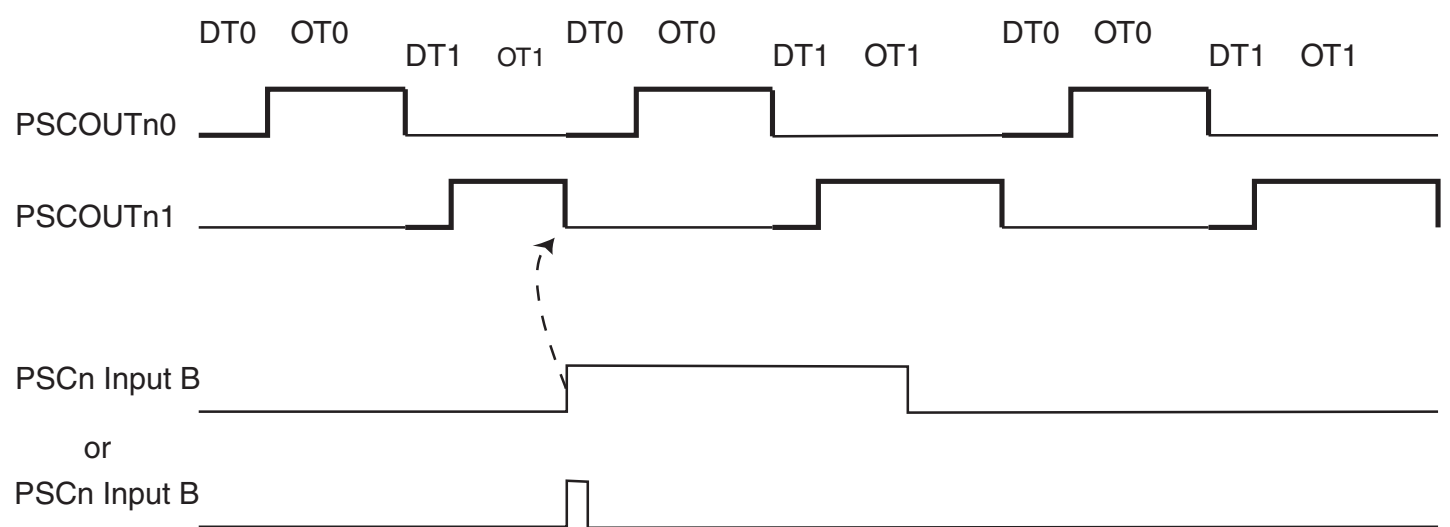 DT0 OT0 DT1 OT1 DT0 OT0 DT1 OT1 DT0 OT0 DT1 OT1
PSCOUTn0
PSCOUTn1
PSCn Input B
or
PSCn Input B